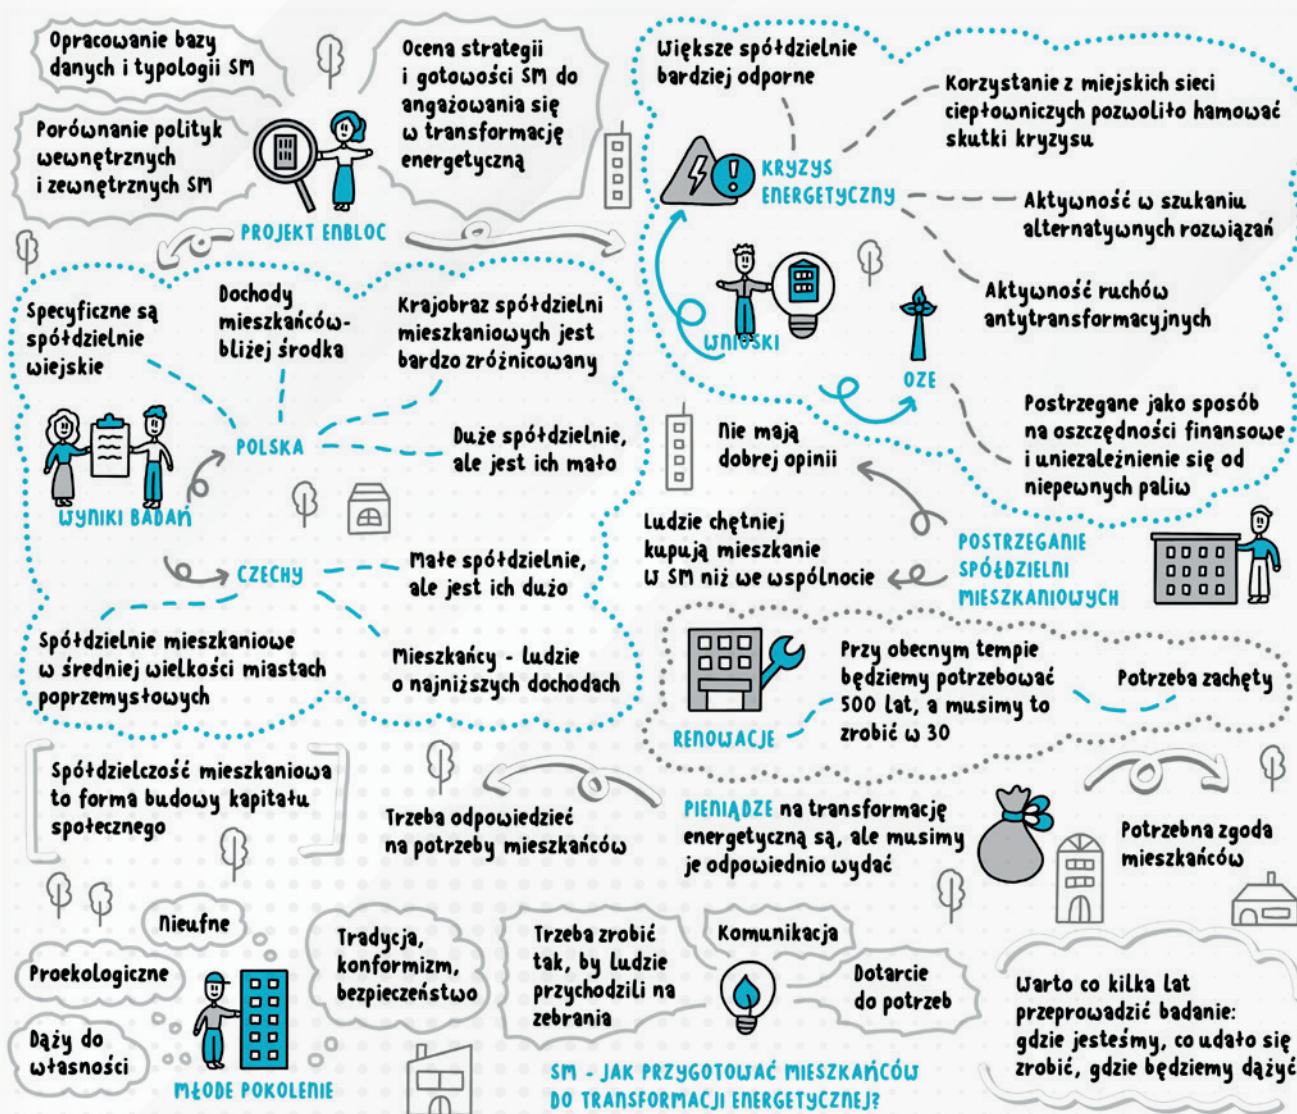 Opracowanie bazy
danych i typologii SM
Porównanie polityk
wewnętrznych
i zewnętrznych SM
Ocena strategii
i gotowości SM do
angażowania się
w transformację
energetyczną
PROJEKT ENBLOC
Większe spółdzielnie
bardziej odporne
Korzystanie z miejskich sieci
ciepłowniczych pozwoliło hamować
skutki kryzysu
KRYZYS
ENERGETYCZNY
Aktywność w szukaniu
alternatywnych rozwiązań
Aktywność ruchów
antytransformacyjnych
WNIOSKI
OZE
Postrzegane jako sposób
na oszczędności finansowe
i uniezależnienie się od
niepewnych paliw
Specyficzne są
spółdzielnie
wiejskie
Dochody
mieszkańców-
bliżej środka
Krajobraz spółdzielni
mieszkaniowych jest
bardzo zróżnicowany
POLSKA
Duże spółdzielnie,
ale jest ich mało
WYNIKI BADAŃ
CZECHY
Małe spółdzielnie,
ale jest ich dużo
Spółdzielnie mieszkaniowe
w średniej wielkości miastach
poprzemysłowych
Mieszkańcy - ludzie
o najniższych dochodach
Nie mają
dobrej opinii
Ludzie chętniej
kupują mieszkanie
W SM niż we wspólnocie
POSTRZEGANIE
SPÓŁDZIELNI
MIESZKANIOWYCH
RENOWACJE
Przy obecnym tempie
będziemy potrzebować
500 lat, a musimy to
zrobić w 30
Potrzeba zachęty
Spółdzielczość mieszkaniowa
to forma budowy kapitału
społecznego
Trzeba odpowiedzieć
na potrzeby mieszkańców
PIENIĄDZE na transformację
energetyczną są, ale musimy
je odpowiednio wydać
Potrzebna zgoda
mieszkańców
Nieufne
Proekologiczne
Dąży do
własności
Tradycja,
konformizm,
bezpieczeństwo
MŁODE POKOLENIE
Trzeba zrobić
tak, by ludzie
przychodzili na
zebrania
Komunikacja
Dotarcie
do potrzeb
SM - JAK PRZYGOTOWAĆ MIESZKAŃCÓW
DO TRANSFORMACJI ENERGETYCZNEJ?
Warto co kilka lat
przeprowadzić badanie:
gdzie jesteśmy, co udało się
zrobić, gdzie będziemy dążyć